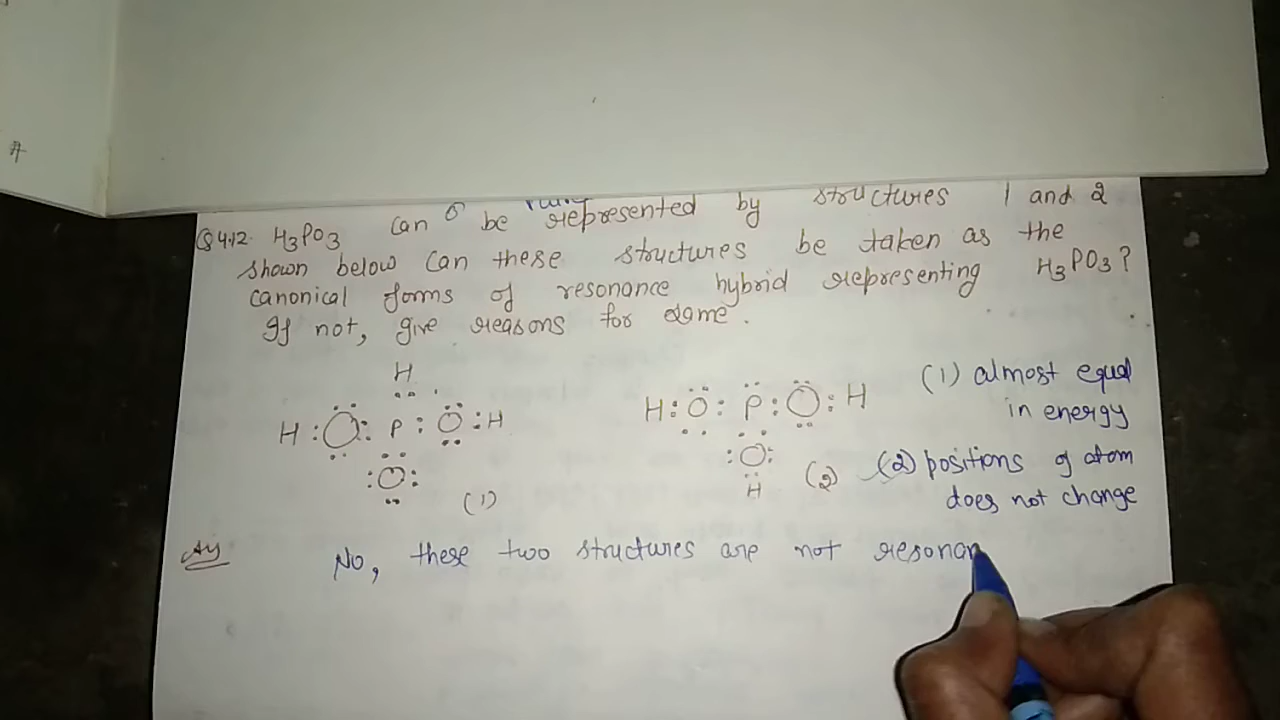 Q 4.12. H3PO3 can be represented by structures 1 and 2
shown below can these structures be taken as the
canonical forms of resonance hybrid representing H3PO3?
If not, give reasons for same.
H
H : O : P : O : H
: O :
(1)
H : O : P : O : H
: O :
H
(2)
(1) almost equal
in energy
(2) positions of atom
does not change
Ans
No, these two structures are not resonan